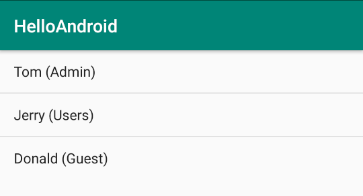 HelloAndroid
Tom (Admin)
Jerry (Users)
Donald (Guest)